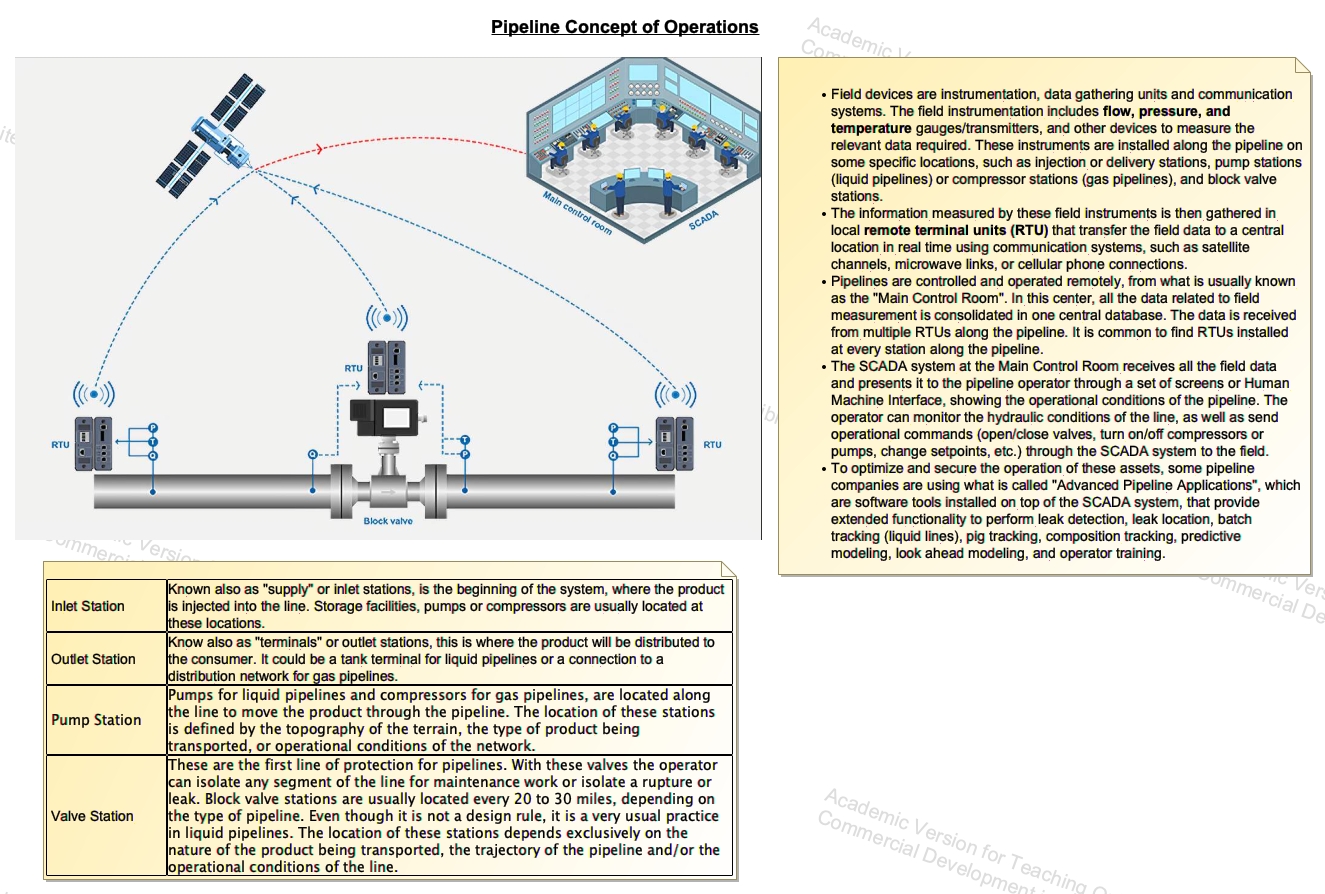 Pipeline Concept of Operations
Main control room
SCADA
RTU
RTU
P
T
Q
Q
T
P
P
T
Q
RTU
Block valve
• Field devices are instrumentation, data gathering units and communication
systems. The field instrumentation includes flow, pressure, and
temperature gauges/transmitters, and other devices to measure the
relevant data required. These instruments are installed along the pipeline on
some specific locations, such as injection or delivery stations, pump stations
(liquid pipelines) or compressor stations (gas pipelines), and block valve
stations.
• The information measured by these field instruments is then gathered in
local remote terminal units (RTU) that transfer the field data to a central
location in real time using communication systems, such as satellite
channels, microwave links, or cellular phone connections.
• Pipelines are controlled and operated remotely, from what is usually known
as the "Main Control Room". In this center, all the data related to field
measurement is consolidated in one central database. The data is received
from multiple RTUs along the pipeline. It is common to find RTUs installed
at every station along the pipeline.
• The SCADA system at the Main Control Room receives all the field data
and presents it to the pipeline operator through a set of screens or Human
Machine Interface, showing the operational conditions of the pipeline. The
operator can monitor the hydraulic conditions of the line, as well as send
operational commands (open/close valves, turn on/off compressors or
pumps, change setpoints, etc.) through the SCADA system to the field.
• To optimize and secure the operation of these assets, some pipeline
companies are using what is called "Advanced Pipeline Applications", which
are software tools installed on top of the SCADA system, that provide
extended functionality to perform leak detection, leak location, batch
tracking (liquid lines), pig tracking, composition tracking, predictive
modeling, look ahead modeling, and operator training.
Inlet Station
Known also as "supply" or inlet stations, is the beginning of the system, where the product
is injected into the line. Storage facilities, pumps or compressors are usually located at
these locations.
Outlet Station
Know also as "terminals" or outlet stations, this is where the product will be distributed to
the consumer. It could be a tank terminal for liquid pipelines or a connection to a
distribution network for gas pipelines.
Pump Station
Pumps for liquid pipelines and compressors for gas pipelines, are located along
the line to move the product through the pipeline. The location of these stations
is defined by the topography of the terrain, the type of product being
transported, or operational conditions of the network.
Valve Station
These are the first line of protection for pipelines. With these valves the operator
can isolate any segment of the line for maintenance work or isolate a rupture or
leak. Block valve stations are usually located every 20 to 30 miles, depending on
the type of pipeline. Even though it is not a design rule, it is a very usual practice
in liquid pipelines. The location of these stations depends exclusively on the
nature of the product being transported, the trajectory of the pipeline and/or the
operational conditions of the line.
Academic Version for Teaching
Commercial Development